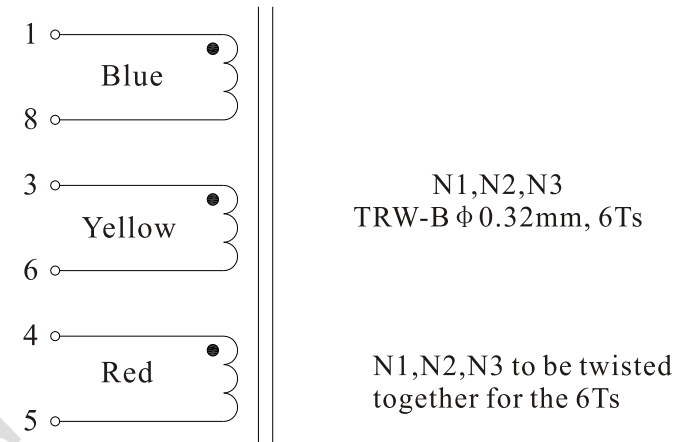 1
Blue
8
3
Yellow
6
N1,N2,N3
TRW-B φ0.32mm, 6Ts
4
Red
5
N1,N2,N3 to be twisted
together for the 6Ts